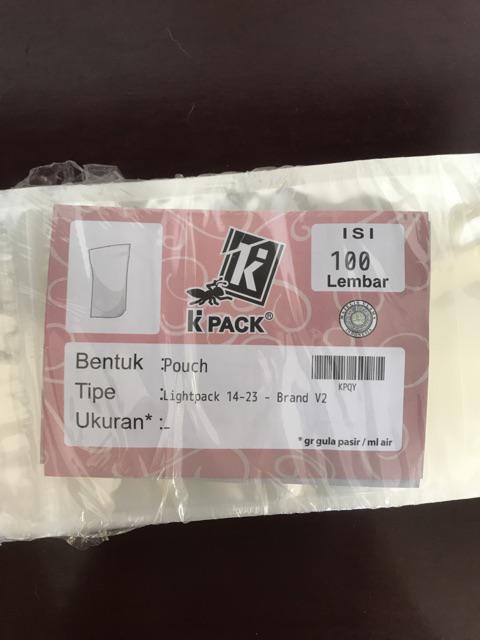 ISI
100
Lembar
K PACK®
Bentuk :Pouch
Tipe :Lightpack 14-23 - Brand V2
Ukuran* :–
KPQY
* gr gula pasir / ml air